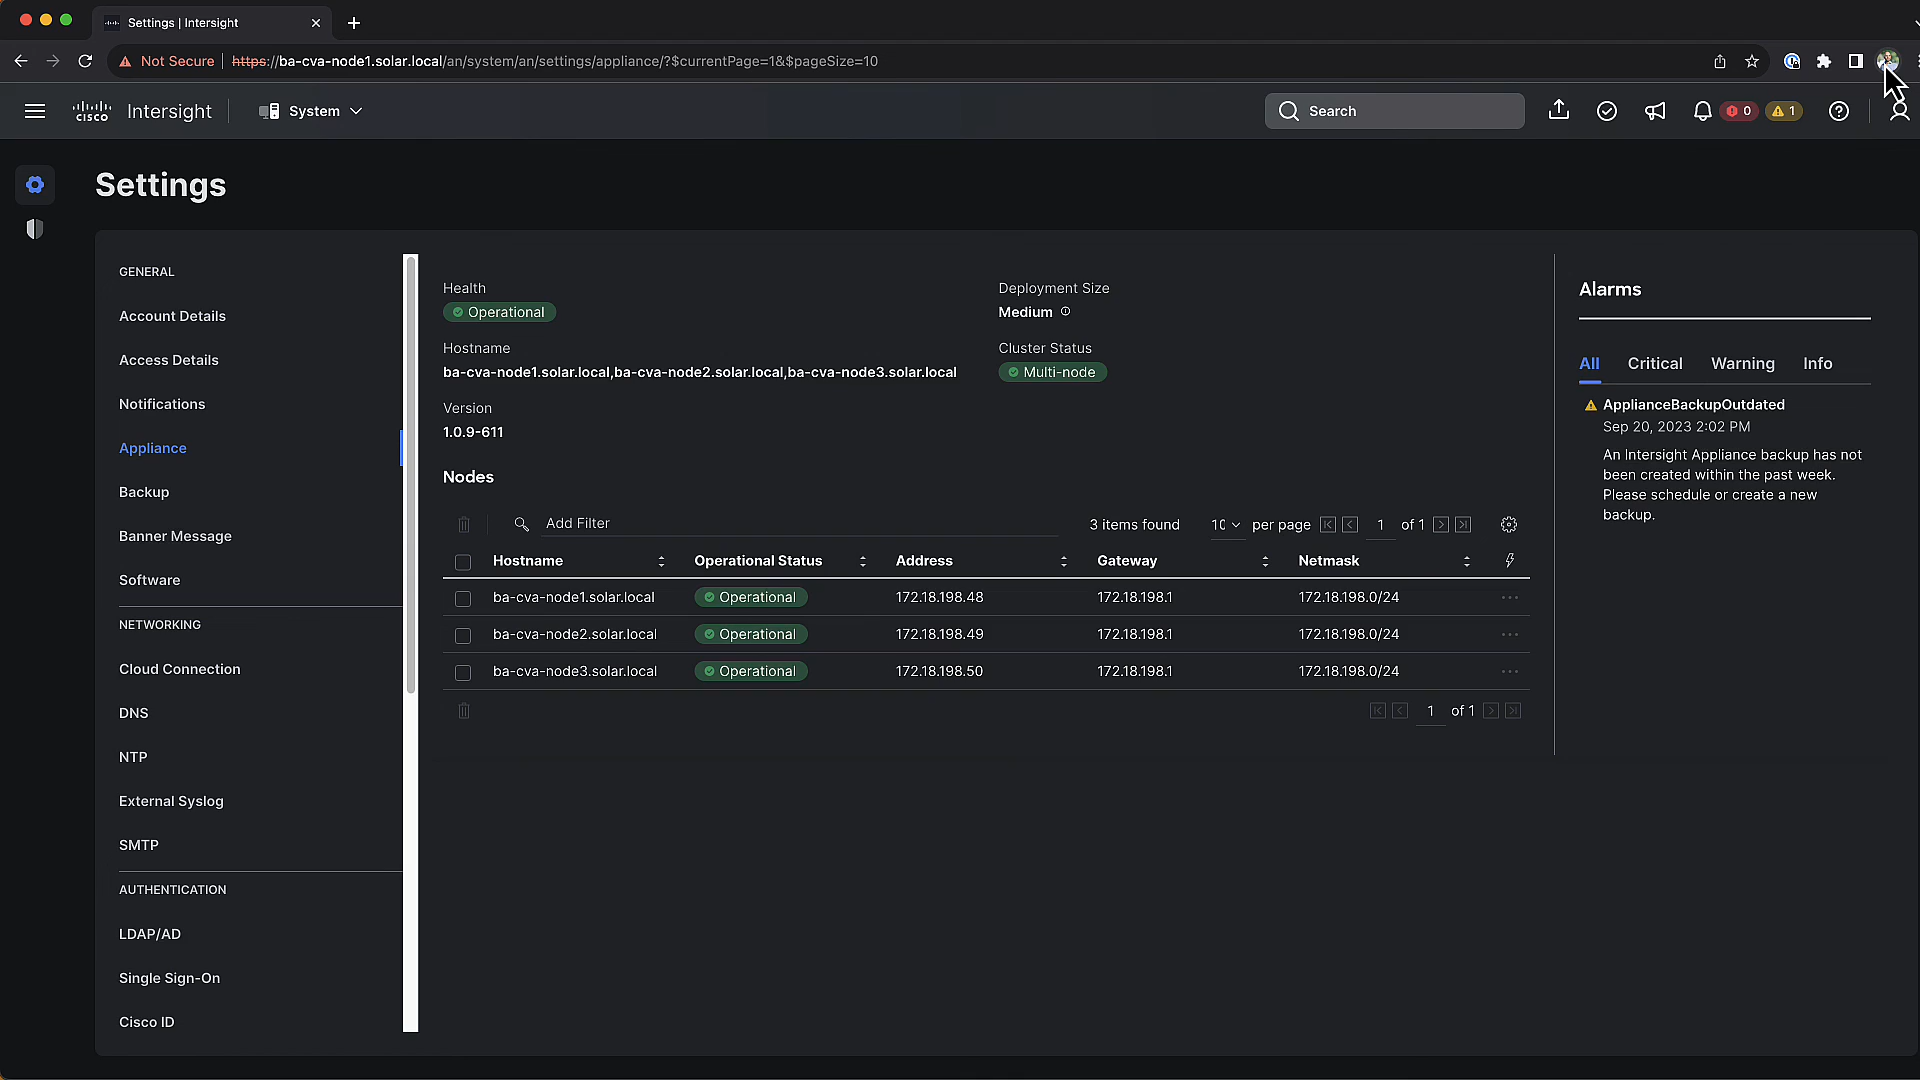 Settings | Intersight
Not Secure https://ba-cva-node1.solar.local/an/system/an/settings/appliance/?$currentPage=1&$pageSize=10
cisco Intersight System Search 0 1
Settings
GENERAL
Account Details
Access Details
Notifications
Appliance
Backup
Banner Message
Software
NETWORKING
Cloud Connection
DNS
NTP
External Syslog
SMTP
AUTHENTICATION
LDAP/AD
Single Sign-On
Cisco ID
Health
Operational
Deployment Size
Medium
Hostname
ba-cva-node1.solar.local,ba-cva-node2.solar.local,ba-cva-node3.solar.local
Cluster Status
Multi-node
Version
1.0.9-611
Nodes
Add Filter 3 items found 10 per page 1 of 1
Hostname Operational Status Address Gateway Netmask
ba-cva-node1.solar.local Operational 172.18.198.48 172.18.198.1 172.18.198.0/24
ba-cva-node2.solar.local Operational 172.18.198.49 172.18.198.1 172.18.198.0/24
ba-cva-node3.solar.local Operational 172.18.198.50 172.18.198.1 172.18.198.0/24
1 of 1
Alarms
All Critical Warning Info
ApplianceBackupOutdated
Sep 20, 2023 2:02 PM
An Intersight Appliance backup has not
been created within the past week.
Please schedule or create a new
backup.